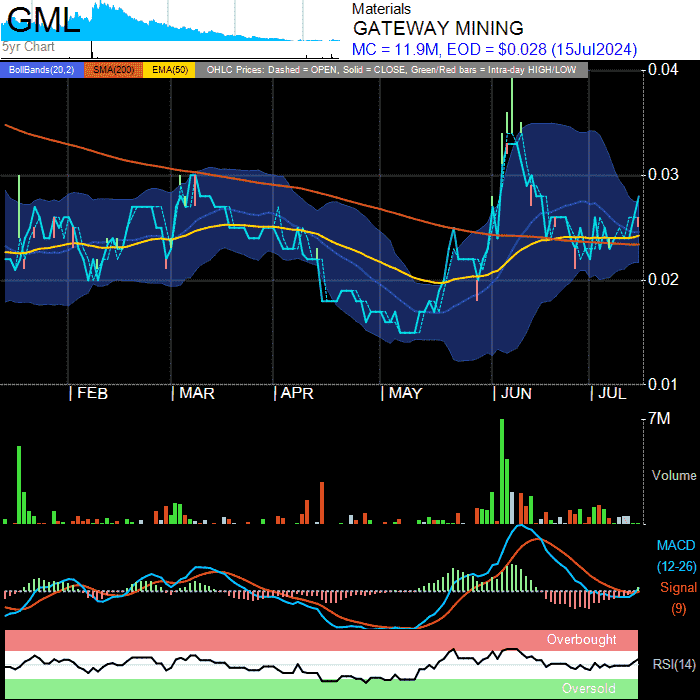 GML
5yr Chart
Materials
GATEWAY MINING
MC = 11.9M, EOD = $0.028 (15Jul2024)
BollBands(20,2) SMA(200) EMA(50) OHLC Prices: Dashed = OPEN, Solid = CLOSE, Green/Red bars = Intra-day HIGH/LOW
0.04
0.03
0.02
0.01
FEB MAR APR MAY JUN JUL
7M
Volume
MACD
(12-26)
Signal
(9)
Overbought
RSI(14)
Oversold